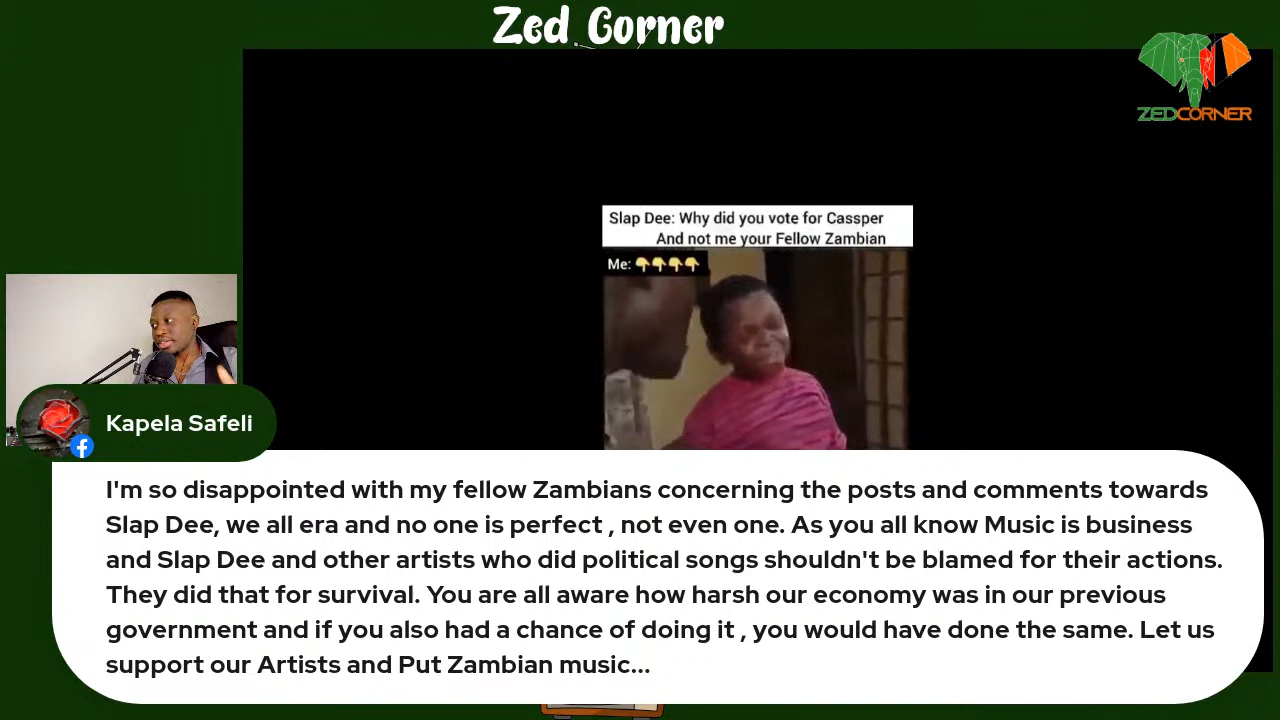 Zed Corner
ZEDCORNER
Slap Dee: Why did you vote for Cassper
And not me your Fellow Zambian
Me: 👇👇👇👇
Kapela Safeli
I'm so disappointed with my fellow Zambians concerning the posts and comments towards
Slap Dee, we all era and no one is perfect , not even one. As you all know Music is business
and Slap Dee and other artists who did political songs shouldn't be blamed for their actions.
They did that for survival. You are all aware how harsh our economy was in our previous
government and if you also had a chance of doing it , you would have done the same. Let us
support our Artists and Put Zambian music...